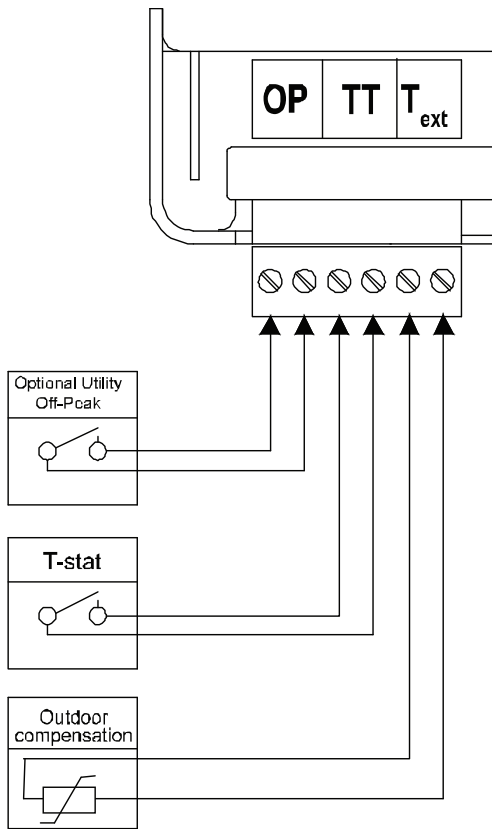 OP TT Text
Optional Utility
Off-Peak
T-stat
Outdoor
compensation